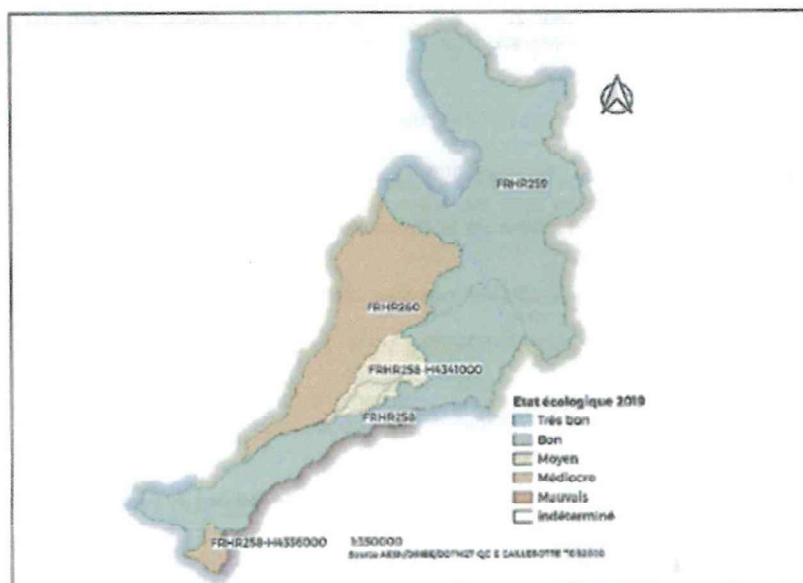 FRHR259
FRHR260
FRHR258-H4341000
FRHR258
Etat écologique 2019
Très bon
Bon
Moyen
Médiocre
Mauvais
indéterminé
FRHR258-H4336000
1:350000
Source